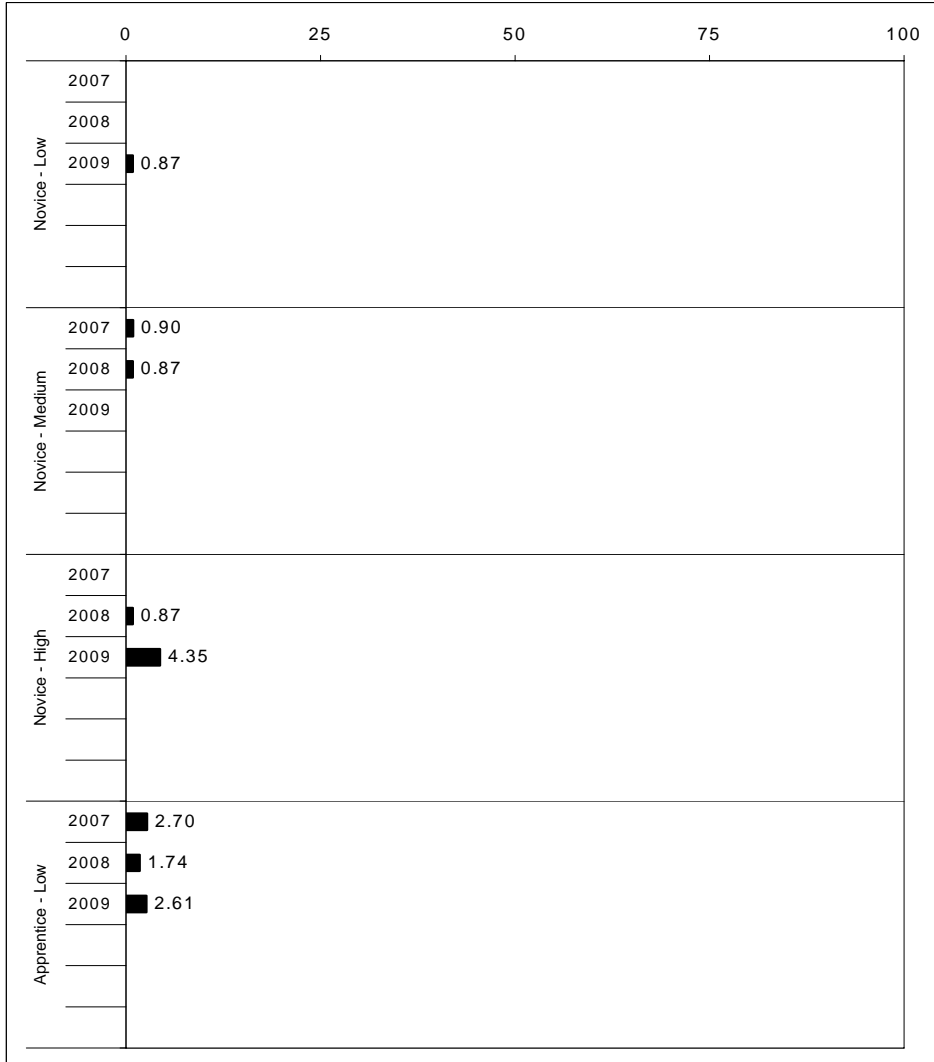 0 25 50 75 100
Novice - Low
2007
2008
2009 0.87
Novice - Medium
2007 0.90
2008 0.87
2009
Novice - High
2007
2008 0.87
2009 4.35
Apprentice - Low
2007 2.70
2008 1.74
2009 2.61